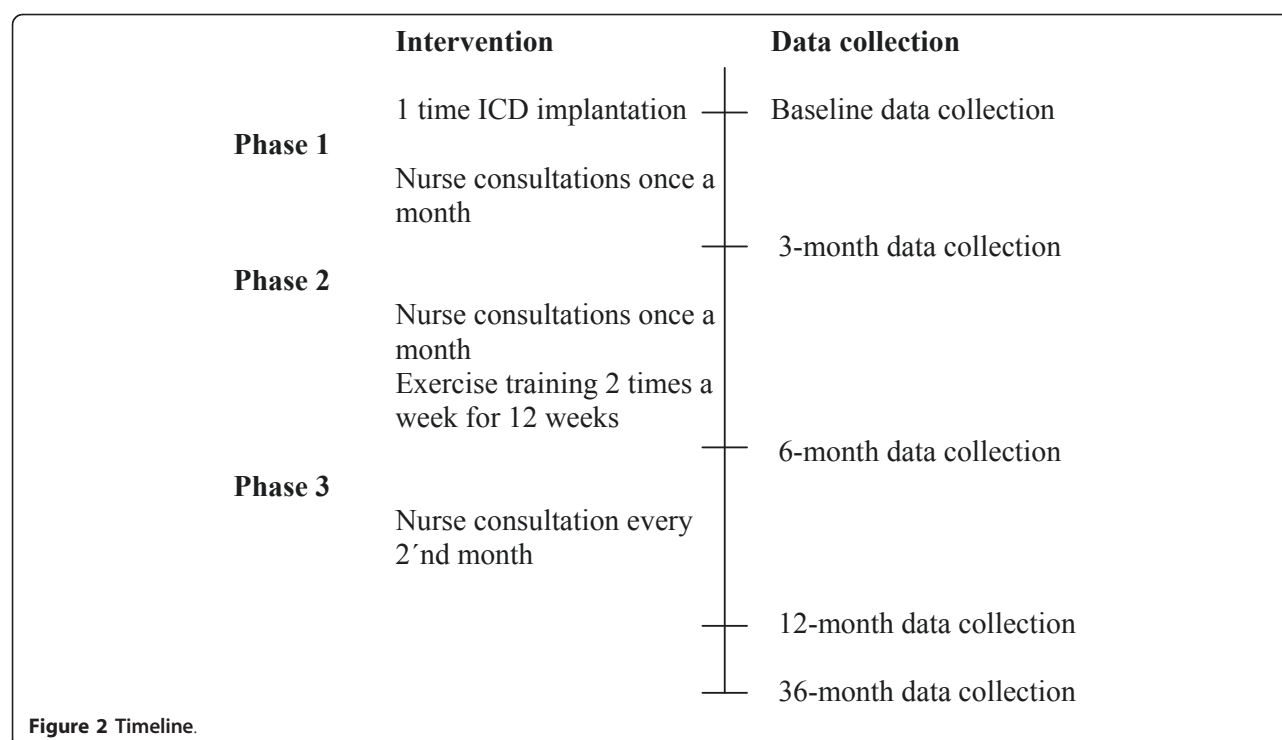 Intervention Data collection
1 time ICD implantation Baseline data collection
Phase 1
Nurse consultations once a
month
3-month data collection
Phase 2
Nurse consultations once a
month
Exercise training 2 times a
week for 12 weeks
6-month data collection
Phase 3
Nurse consultation every
2´nd month
12-month data collection
36-month data collection
Figure 2 Timeline.